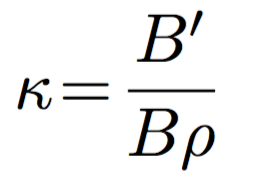 κ = B′ / Bρ